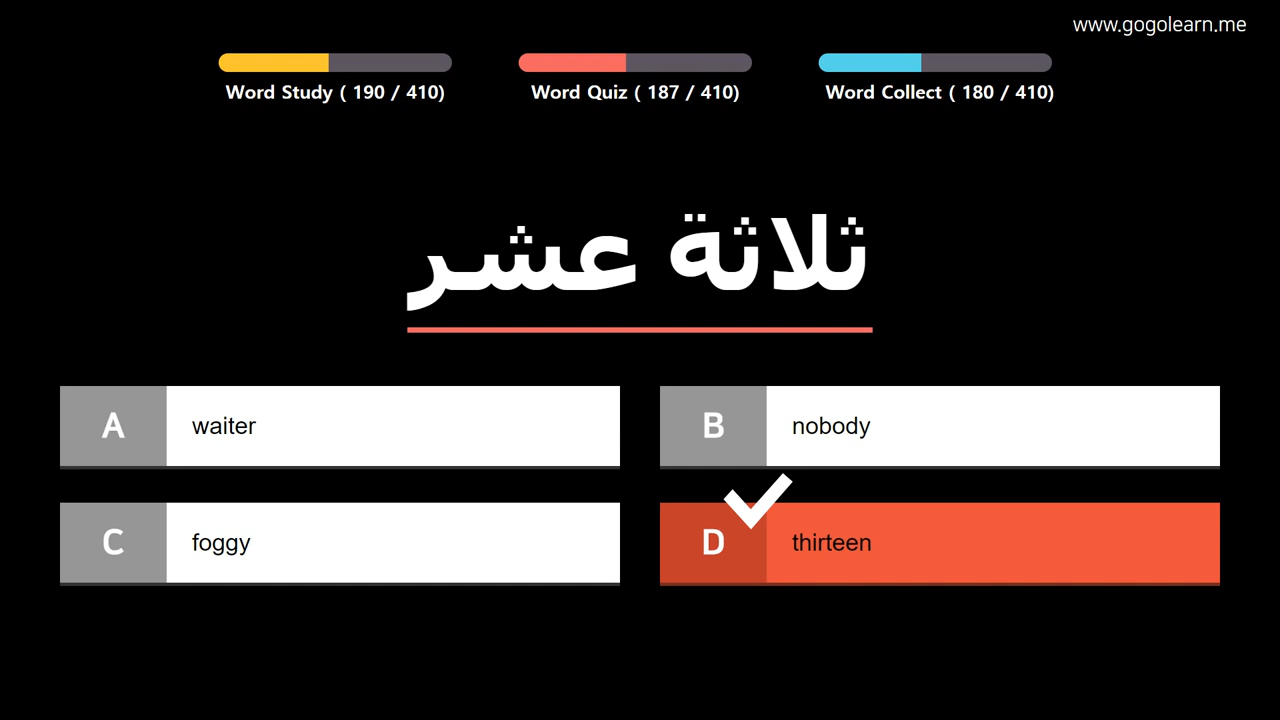 www.gogolearn.me
Word Study ( 190 / 410)
Word Quiz ( 187 / 410)
Word Collect ( 180 / 410)
ثلاثة عشر
A
waiter
B
nobody
C
foggy
D
thirteen